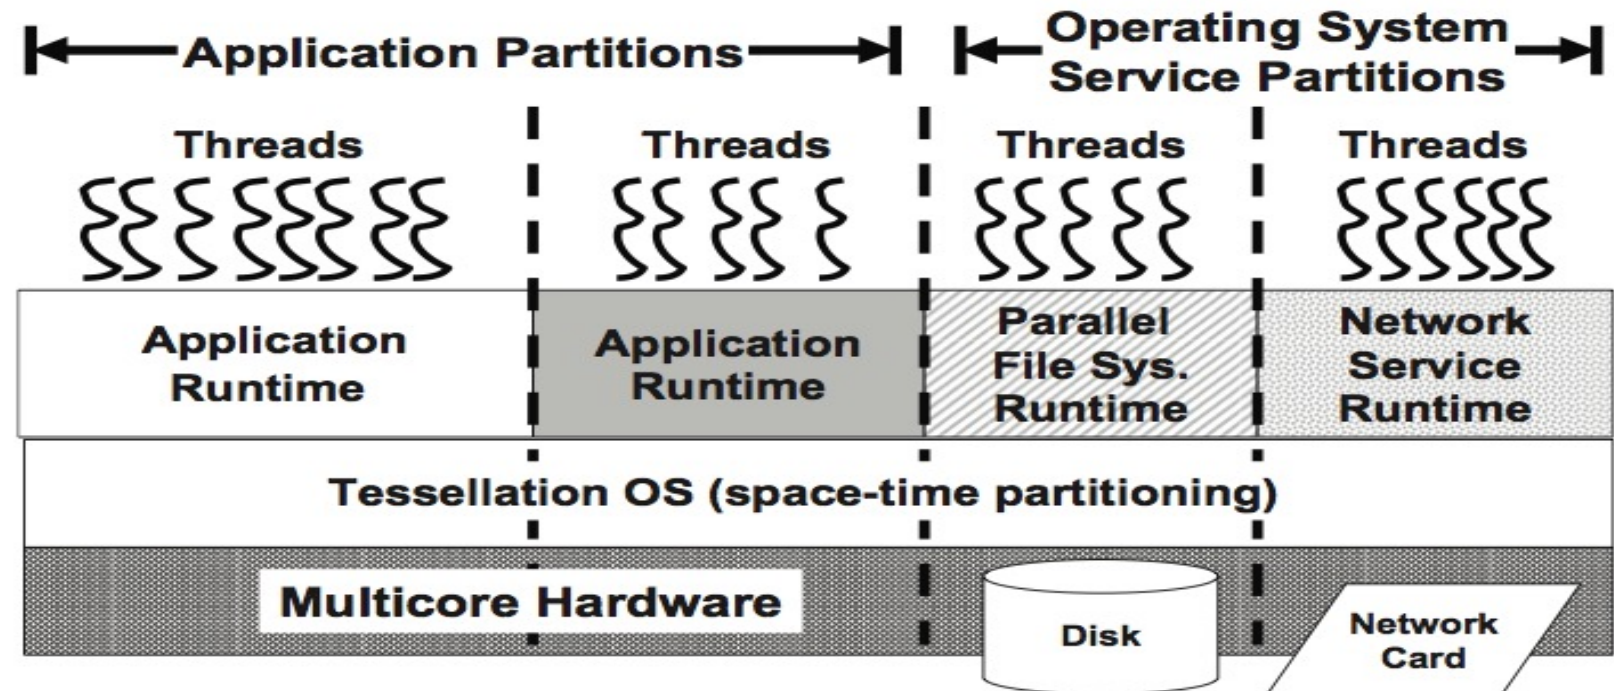 Application Partitions
Operating System
Service Partitions
Threads
Threads
Threads
Threads
Application
Runtime
Application
Runtime
Parallel
File Sys.
Runtime
Network
Service
Runtime
Tessellation OS (space-time partitioning)
Multicore Hardware
Disk
Network
Card